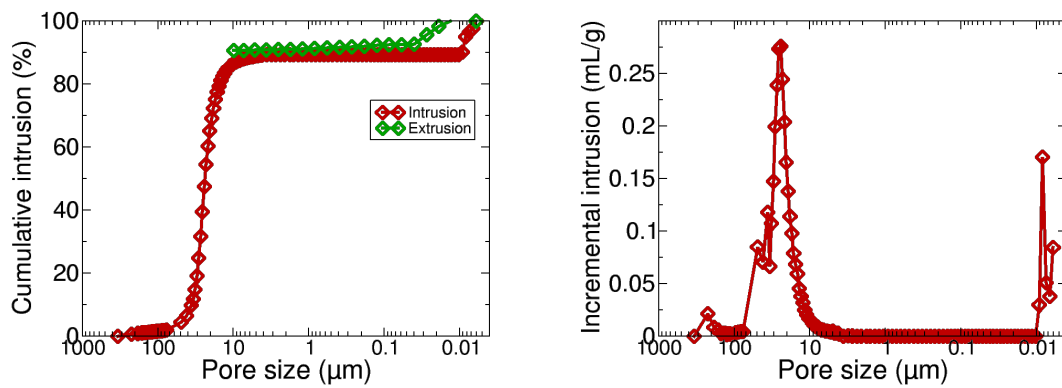 Cumulative intrusion (%)
100
80
60
40
20
0
Intrusion
Extrusion
1000 100 10 1 0.1 0.01
Pore size (µm)
Incremental intrusion (mL/g)
0.25
0.2
0.15
0.1
0.05
0
1000 100 10 1 0.1 0.01
Pore size (µm)